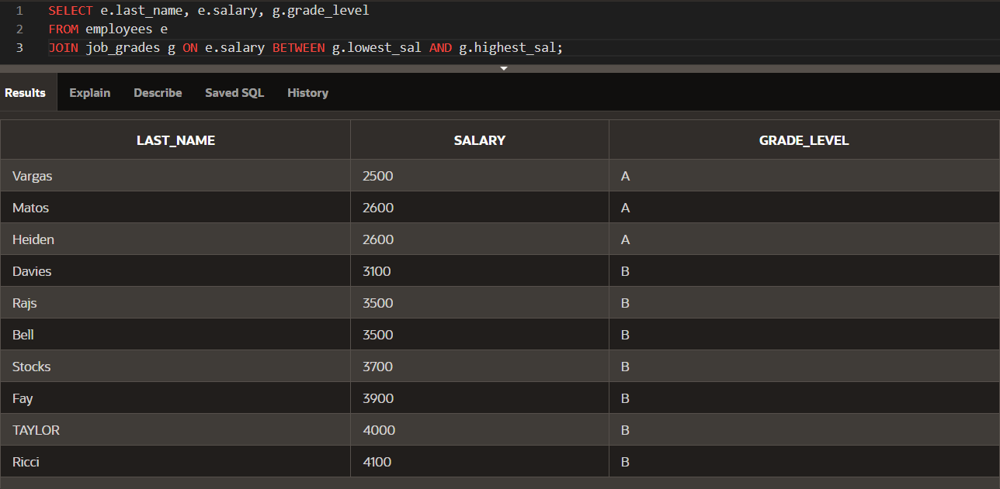 1 SELECT e.last_name, e.salary, g.grade_level
2 FROM employees e
3 JOIN job_grades g ON e.salary BETWEEN g.lowest_sal AND g.highest_sal;
Results Explain Describe Saved SQL History
LAST_NAME SALARY GRADE_LEVEL
Vargas 2500 A
Matos 2600 A
Heiden 2600 A
Davies 3100 B
Rajs 3500 B
Bell 3500 B
Stocks 3700 B
Fay 3900 B
TAYLOR 4000 B
Ricci 4100 B